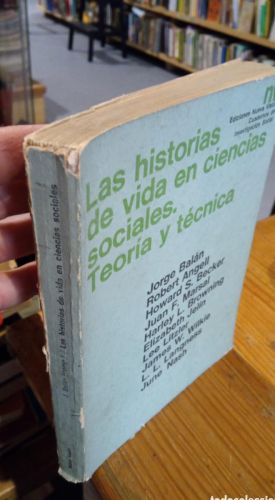 nv
Ediciones Nueva Visión
Cuadernos de
Investigación Social
Las historias
de vida en ciencias
sociales.
Teoría y técnica
Jorge Balán
Robert Angell
Howard S. Becker
Juan F. Marsal
Harley L. Browning
Elizabeth Jelin
Lee Litzler
James W. Wilkie
L. L. Langness
June Nash
Las historias de vida en ciencias sociales